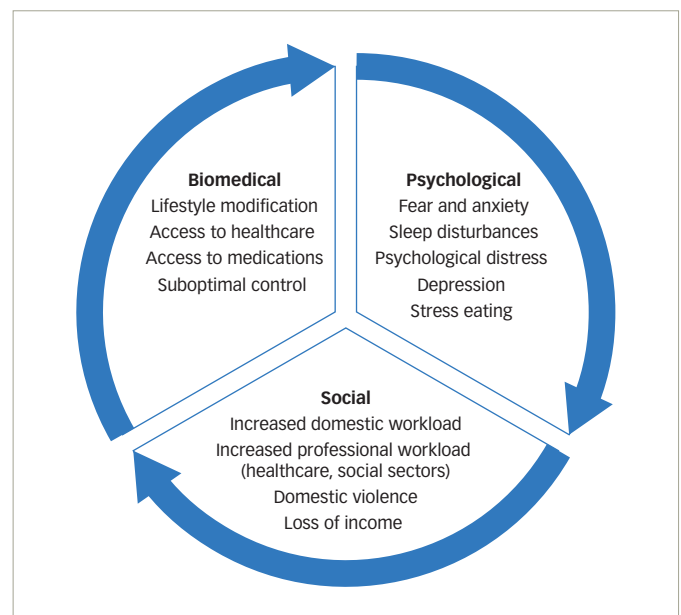 Biomedical
Lifestyle modification
Access to healthcare
Access to medications
Suboptimal control
Psychological
Fear and anxiety
Sleep disturbances
Psychological distress
Depression
Stress eating
Social
Increased domestic workload
Increased professional workload
(healthcare, social sectors)
Domestic violence
Loss of income